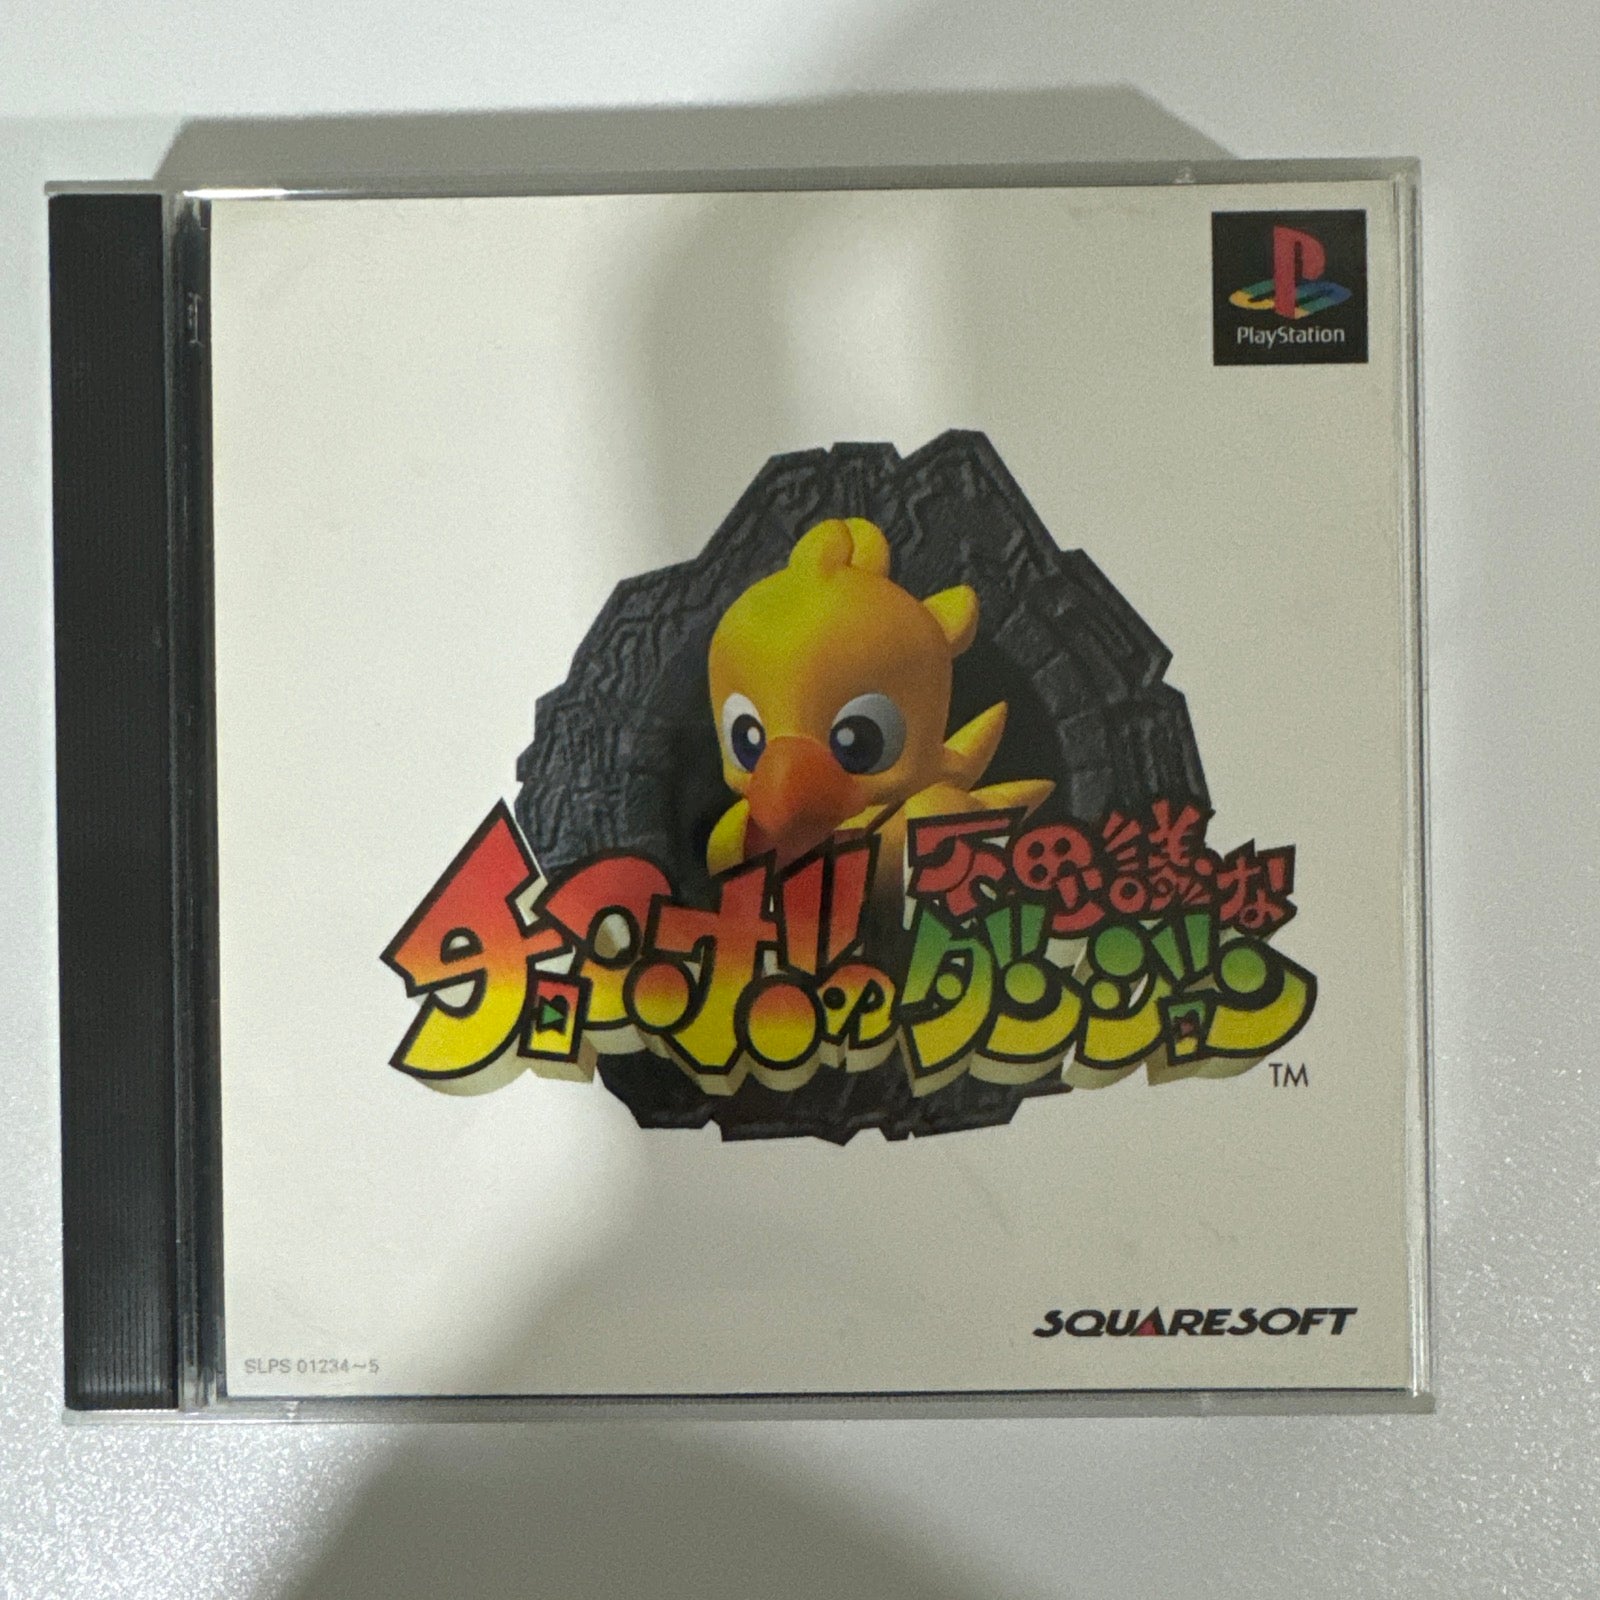 PlayStation
不思議な
チョコボの
ダンジョン
TM
SQUARESOFT
SLPS 01234～5